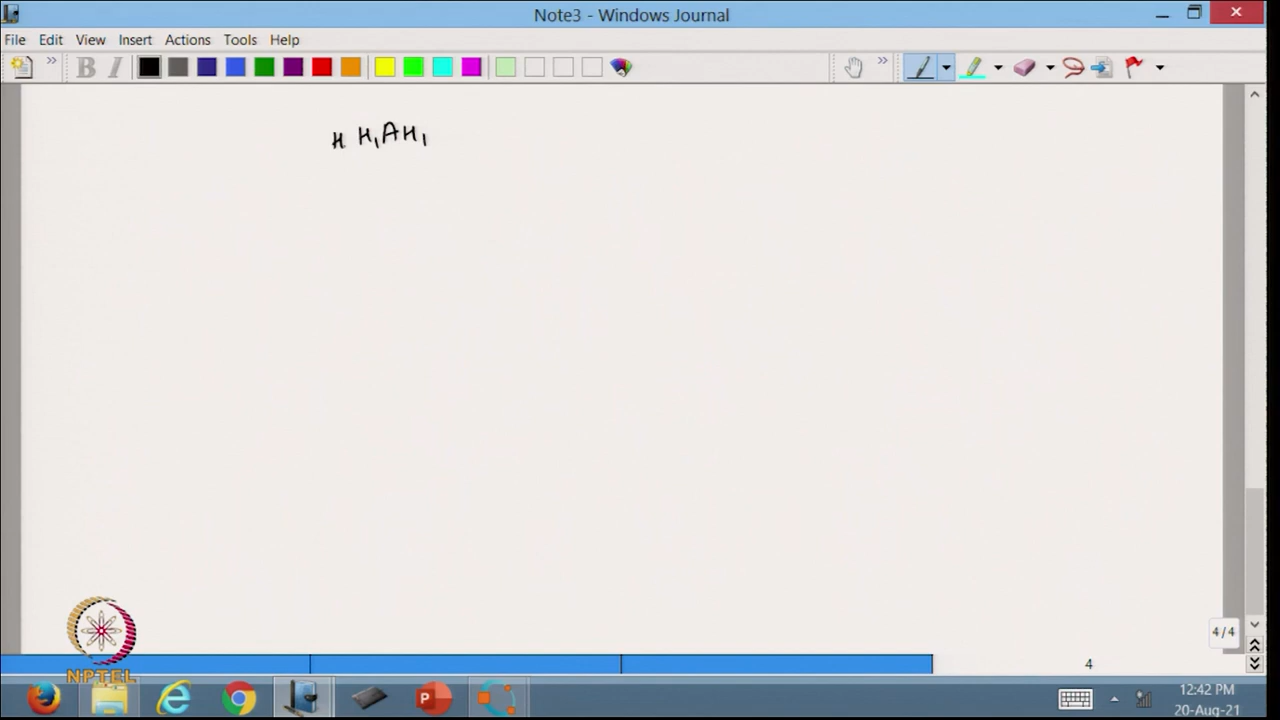 Note3 - Windows Journal
File Edit View Insert Actions Tools Help
B I
H H₁AH₁
4/4
4
NPTEL
12:42 PM
20-Aug-21